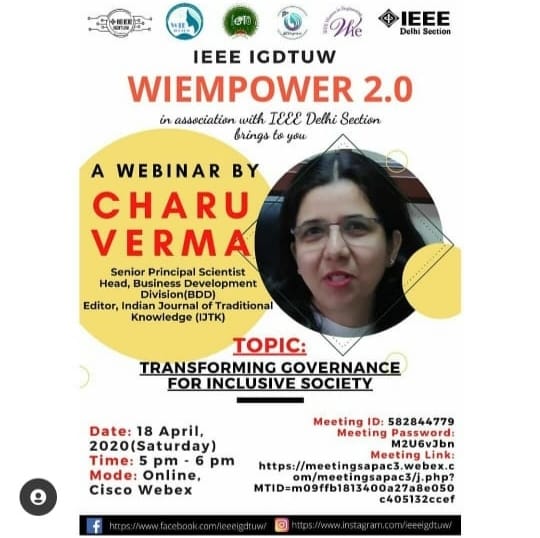 IEEE
Delhi Section
IEEE IGDTUW
WIEMPOWER 2.0
in association with IEEE Delhi Section
brings to you
A WEBINAR BY
CHARU
VERMA
Senior Principal Scientist
Head, Business Development
Division(BDD)
Editor, Indian Journal of Traditional
Knowledge (IJTK)
TOPIC:
TRANSFORMING GOVERNANCE
FOR INCLUSIVE SOCIETY
Date: 18 April,
2020(Saturday)
Time: 5 pm - 6 pm
Mode: Online,
Cisco Webex
Meeting ID: 582844779
Meeting Password:
M2U6vJbn
Meeting Link:
https://meetingsapac3.webex.c
om/meetingsapac3/j.php?
MTID=m09ffb1813400a27a8e050
c405132ccef
https://www.facebook.com/ieeeigdtuw/
https://www.instagram.com/ieeeigdtuw/